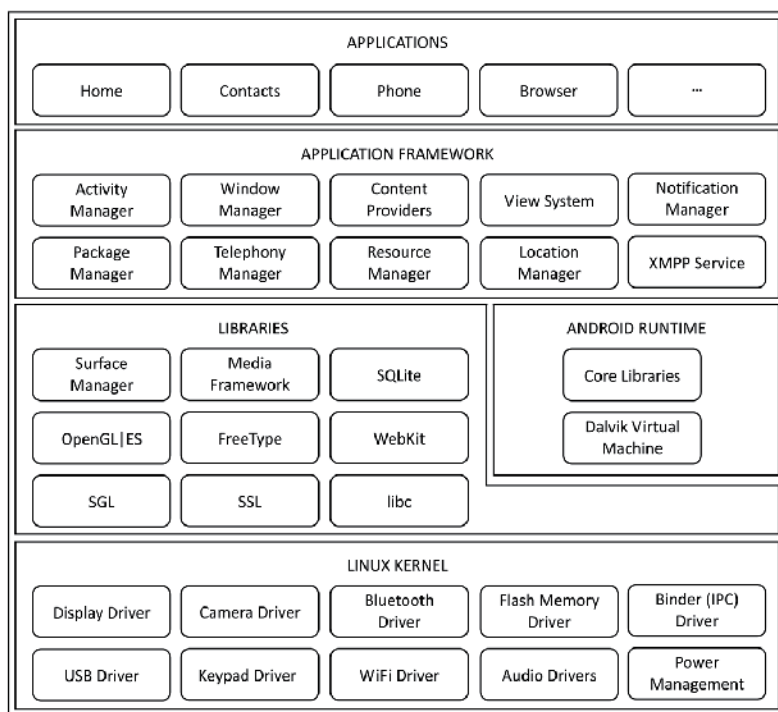 APPLICATIONS
Home
Contacts
Phone
Browser
...
APPLICATION FRAMEWORK
Activity
Manager
Window
Manager
Content
Providers
View System
Notification
Manager
Package
Manager
Telephony
Manager
Resource
Manager
Location
Manager
XMPP Service
LIBRARIES
Surface
Manager
Media
Framework
SQLite
OpenGL|ES
FreeType
WebKit
SGL
SSL
libc
ANDROID RUNTIME
Core Libraries
Dalvik Virtual
Machine
LINUX KERNEL
Display Driver
Camera Driver
Bluetooth
Driver
Flash Memory
Driver
Binder (IPC)
Driver
USB Driver
Keypad Driver
WiFi Driver
Audio Drivers
Power
Management